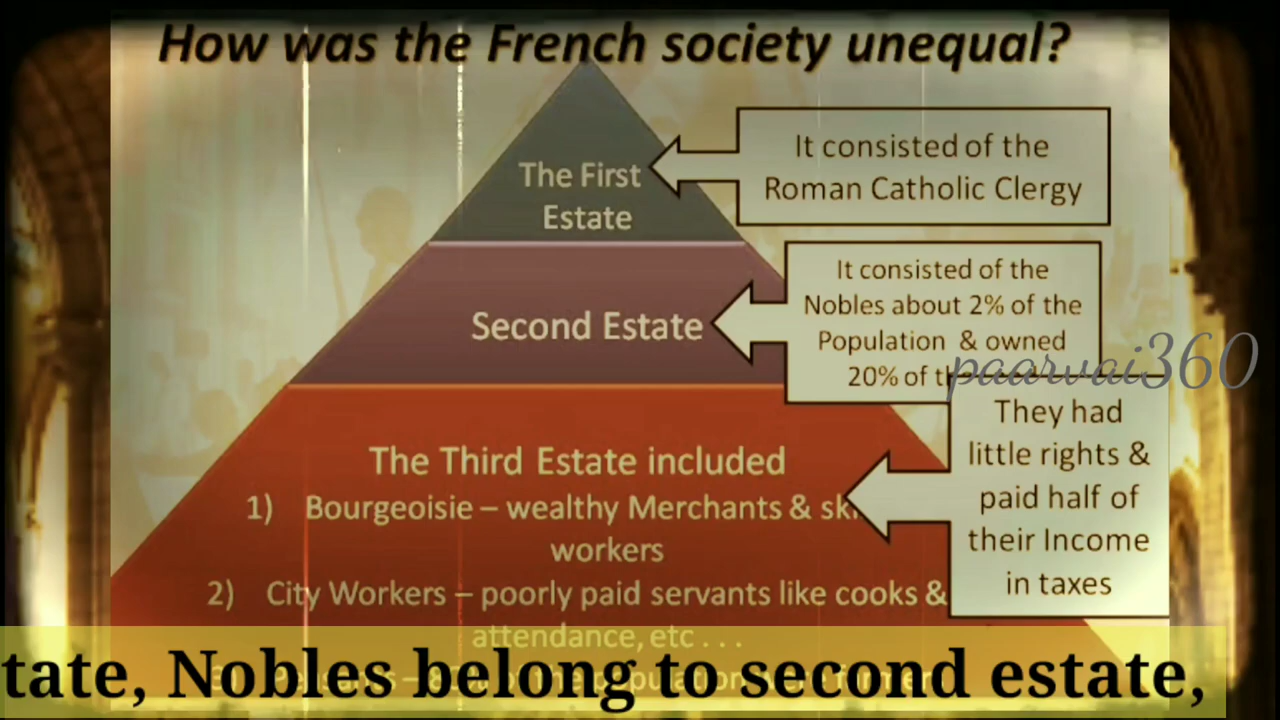 How was the French society unequal?
The First
Estate
It consisted of the
Roman Catholic Clergy
Second Estate
It consisted of the
Nobles about 2% of the
Population & owned
20% of
paarvai360
The Third Estate included
1) Bourgeoisie – wealthy Merchants &
workers
2) City Workers – poorly paid servants like cooks &
attendance, etc . . .
They had
little rights &
paid half of
their Income
in taxes
tate, Nobles belong to second estate,